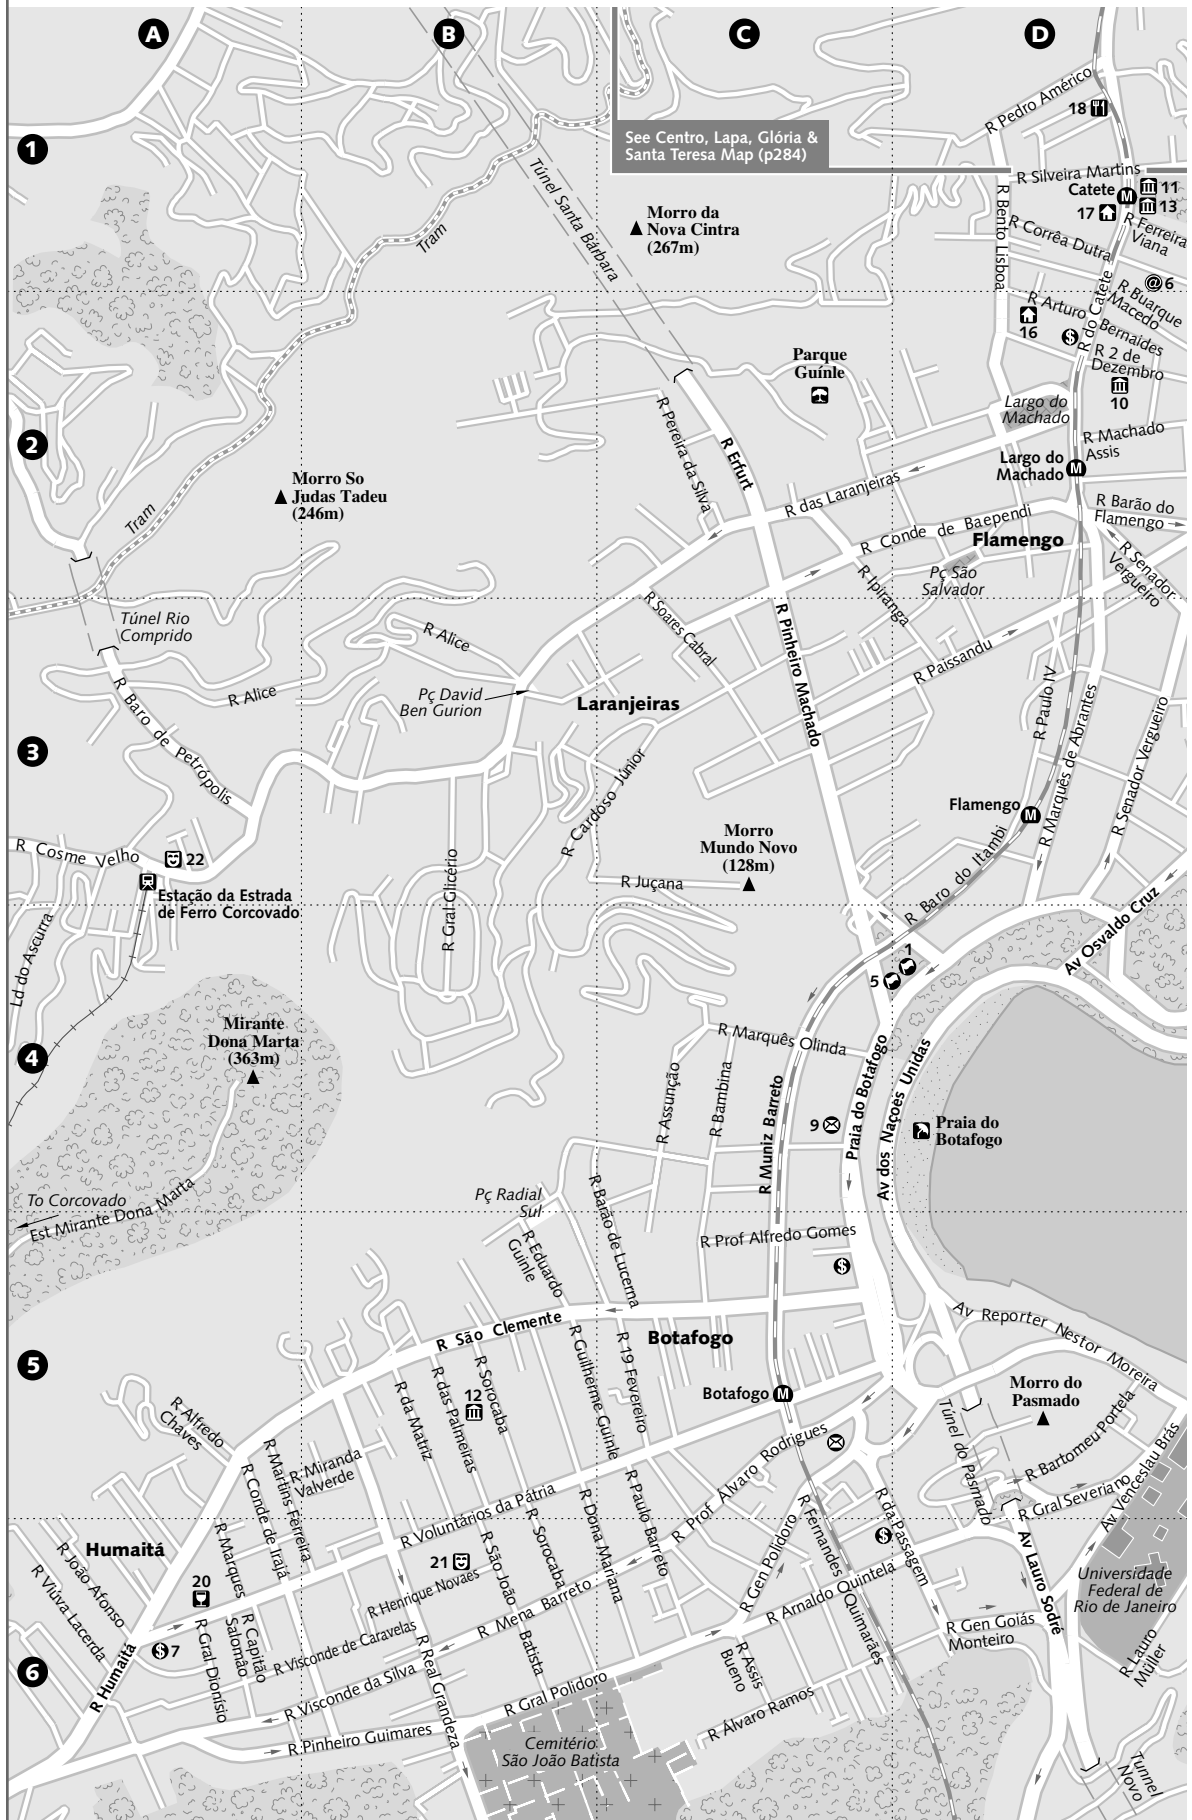 A
B
C
D
1
See Centro, Lapa, Glória &
Santa Teresa Map (p284)
R Pedro Américo
18
R Silveira Martins
Catete
11
13
17
R Ferreira
Viana
R Bento Lisboa
R Corrêa Dutra
6
R Buarque
Macedo
R do Catete
Túnel Santa Bárbara
Morro da
Nova Cintra
(267m)
Tram
R Arturo Bernaides
16
R 2 de
Dezembro
10
Parque
Guínle
Largo do
Machado
R Machado
Assis
2
R Pereira da Silva
R Erfurt
Largo do
Machado
Morro So
Judas Tadeu
(246m)
Tram
R das Laranjeiras
R Barão do
Flamengo
R Conde de Baependi
Flamengo
R Senador
Vergueiro
Pç São
Salvador
R Ipiranga
Túnel Rio
Comprido
R Soares Cabral
R Pinheiro Machado
R Alice
R Alice
R Paissandu
Pç David
Ben Gurion
Laranjeiras
R Baro de Petrópolis
R Paulo IV
R Marquês de Abrantes
R Senador Vergueiro
3
R Cardoso Júnior
Flamengo
Morro
Mundo Novo
(128m)
R Cosme Velho
22
R Gral Glicério
R Juçana
R Baro do Itambi
Estação da Estrada
de Ferro Corcovado
Av Osvaldo Cruz
Ld do Ascurra
1
5
Mirante
Dona Marta
(363m)
4
R Marquês Olinda
R Assunção
R Bambina
R Muniz Barreto
9
Praia do Botafogo
Av dos Naçoès Unidas
Praia do
Botafogo
To Corcovado
Est Mirante Dona Marta
Pç Radial
Sul
R Barão de Lucerna
R Eduardo
Guinle
R Prof Alfredo Gomes
R São Clemente
Av Reporter Nestor Moreira
Botafogo
5
R Sorocaba
R das Palmeiras
R da Matriz
12
R Guilherme Guinle
R 19 Fevereiro
Botafogo
Morro do
Pasmado
R Alfredo
Chaves
R Bartomeu Portela
Túnel do Pasmado
R Prof Alvaro Rodrigues
R Miranda
Valverde
R Martins Ferreira
R Conde de Irajá
R Gral Severiano
Av Venceslau Brás
R Voluntários da Pátria
R Dona Mariana
R Paulo Barreto
R da Passagem
R Sorocaba
R Fernandes Guimarães
R Gen Polidoro
Humaitá
R João Afonso
R Viúva Lacerda
R Marques
20
21
R São João Batista
R Henrique Novaes
R Mena Barreto
R Arnaldo Quintela
Av Lauro Sodré
Universidade
Federal de
Rio de Janeiro
7
R Gral Dionísio
Salomão
R Capitão
R Visconde de Caravelas
R Gen Goiás
Monteiro
6
R Humaitá
R Real Grandeza
R Assis
Bueno
R Lauro
Müller
R Visconde da Silva
R Gral Polidoro
R Álvaro Ramos
R Pinheiro Guimares
Cemitério
São João Batista
Tunnel
Novo